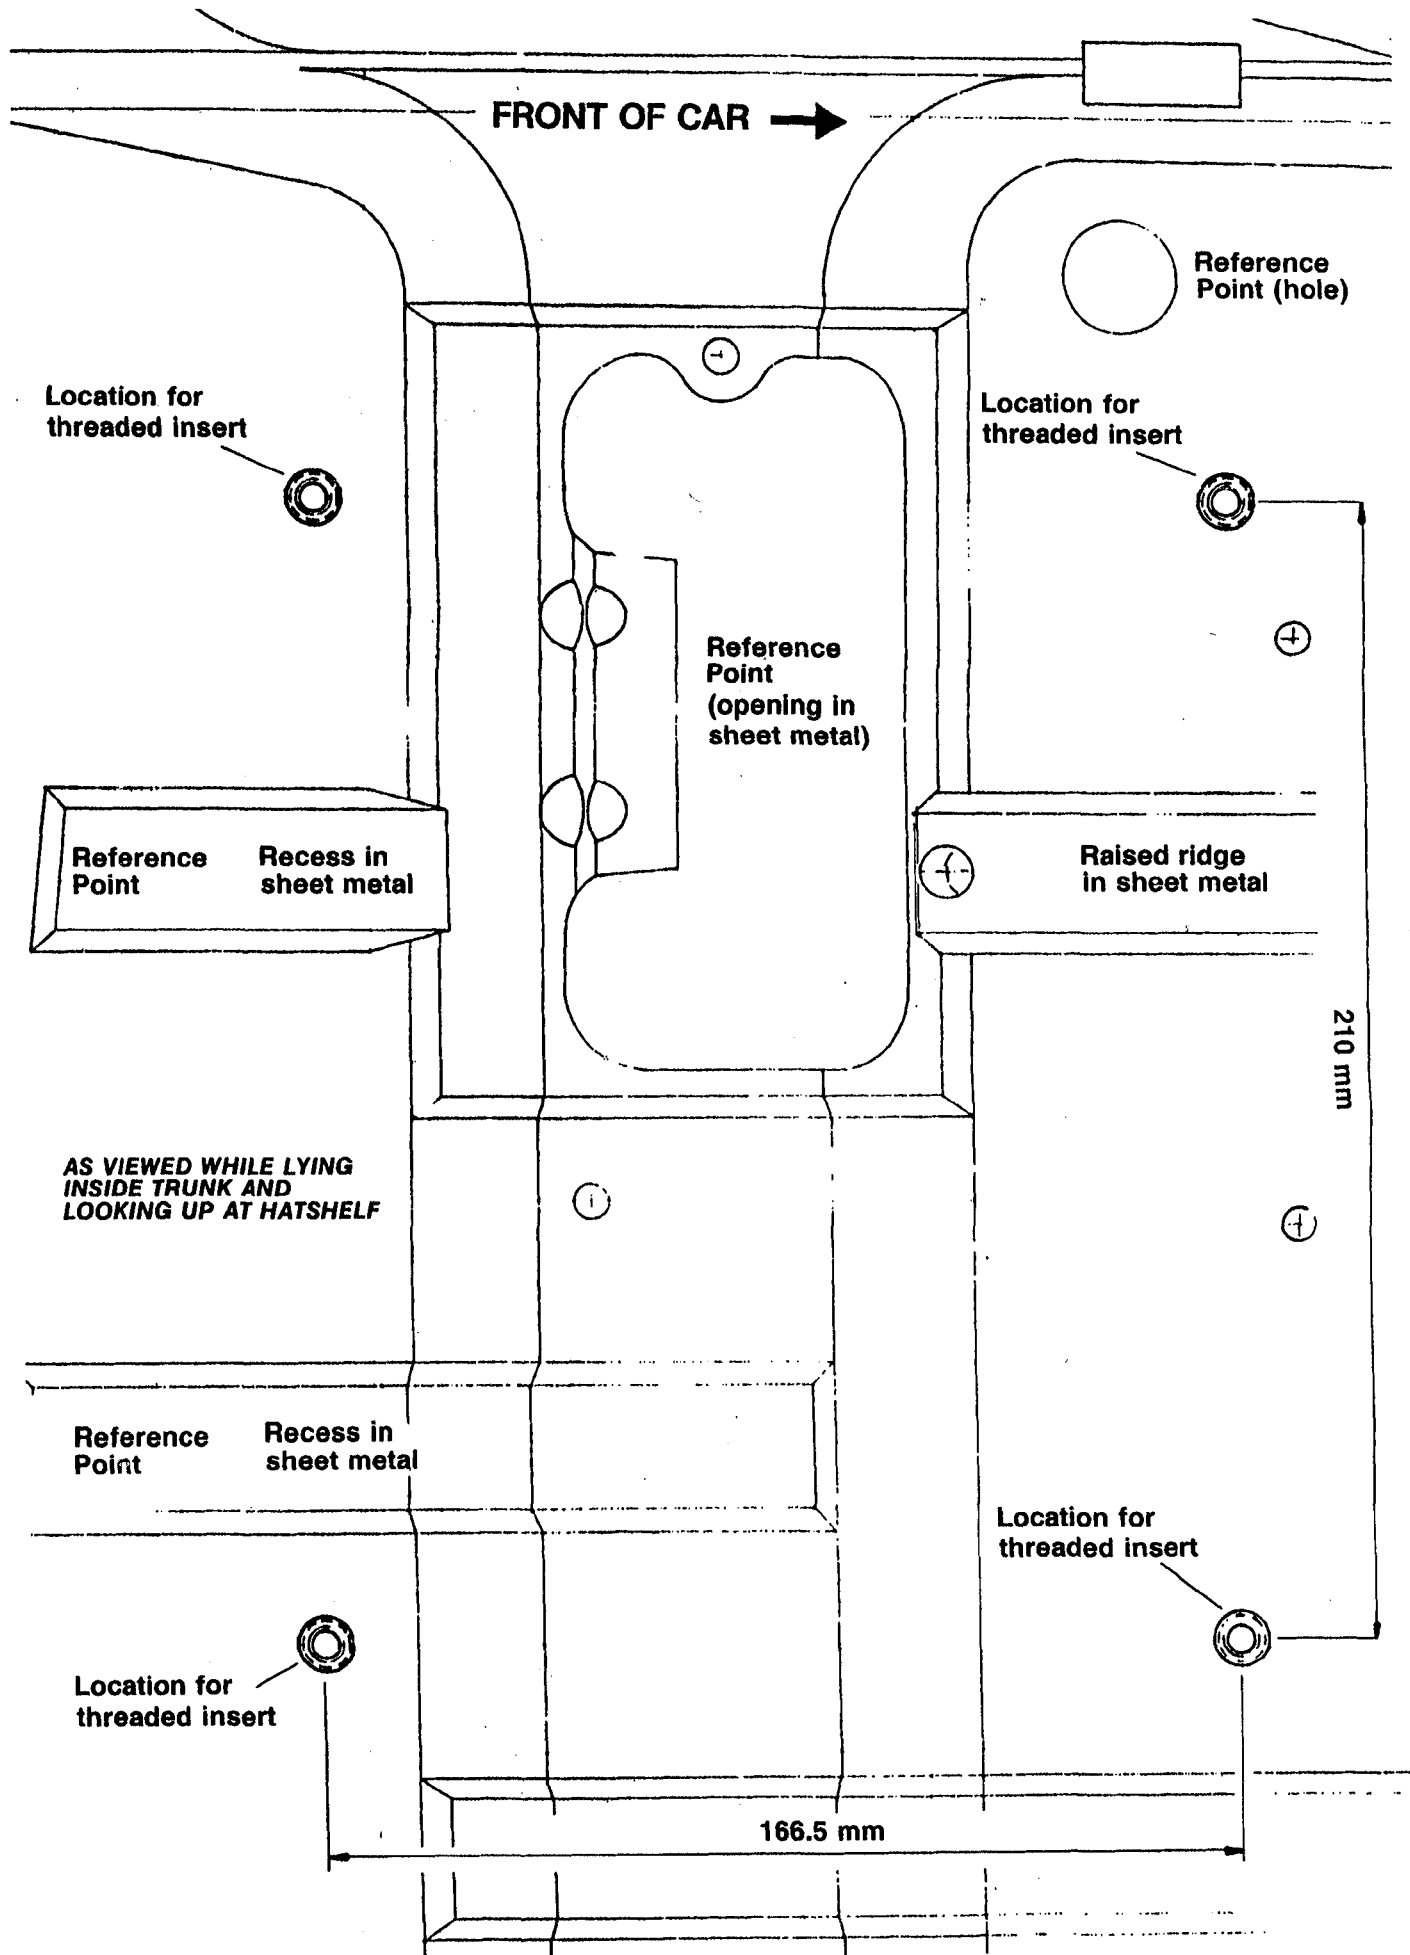 FRONT OF CAR
Reference
Point (hole)
Location for
threaded insert
Location for
threaded insert
Reference
Point
(opening in
sheet metal)
Reference
Point
Recess in
sheet metal
Raised ridge
in sheet metal
210 mm
AS VIEWED WHILE LYING
INSIDE TRUNK AND
LOOKING UP AT HATSHELF
Reference
Point
Recess in
sheet metal
Location for
threaded insert
Location for
threaded insert
166.5 mm